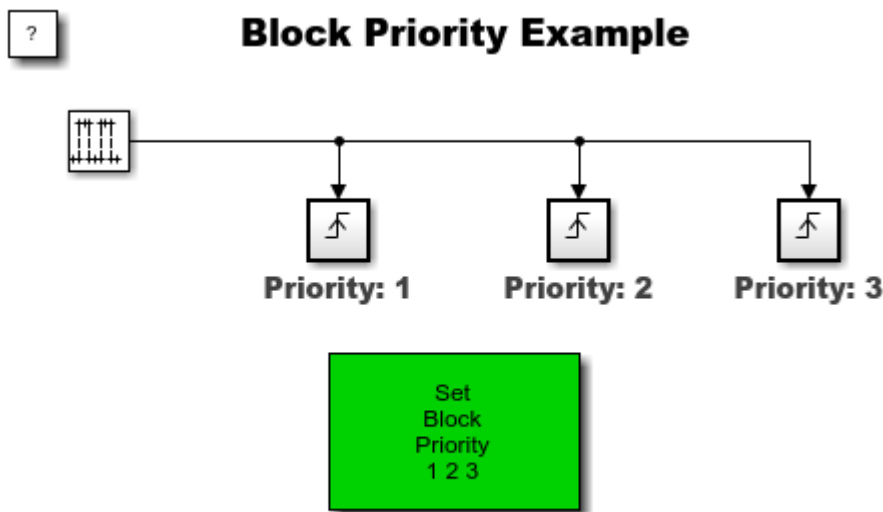 ?
Block Priority Example
Priority: 1
Priority: 2
Priority: 3
Set
Block
Priority
1 2 3